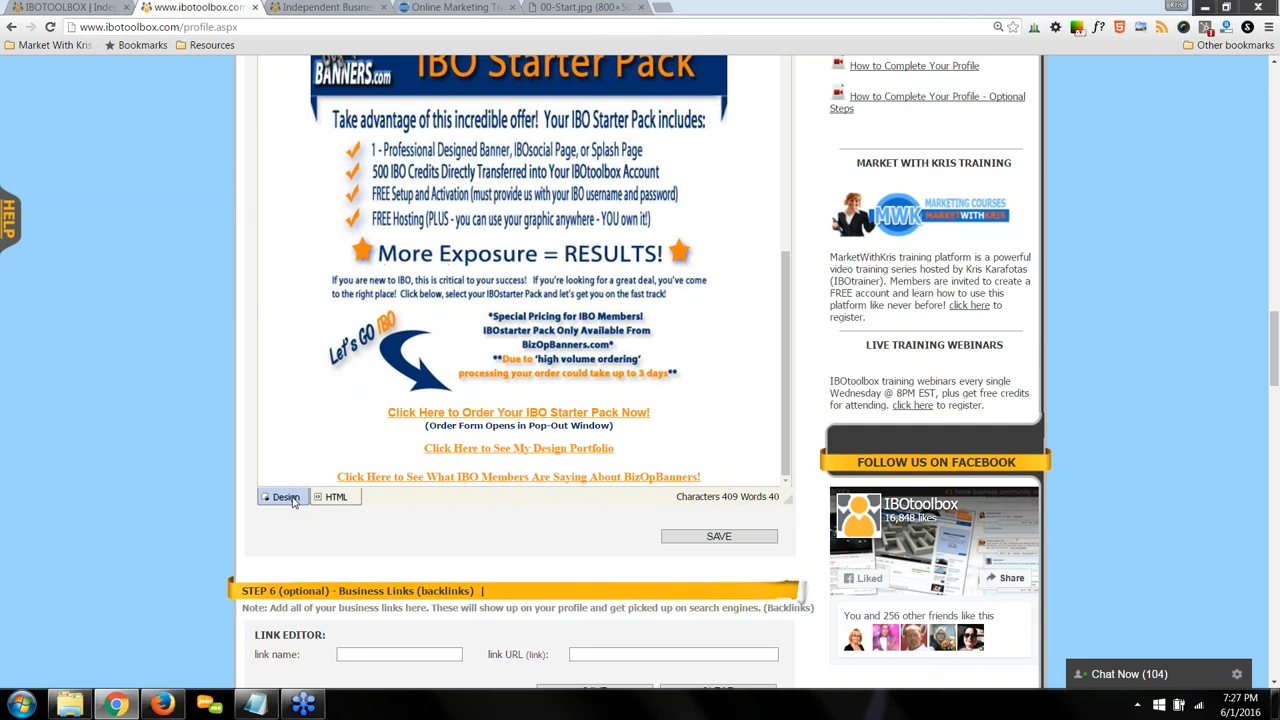 IBOTOOLBOX | Indep
www.ibotoolbox.com/
Independent Busine
Online Marketing Tr
00-Start.jpg (800×50
Kris
www.ibotoolbox.com/profile.aspx
Market With Kris
Bookmarks
Resources
Other bookmarks
HELP
BANNERS.com
IBO Starter Pack
Take advantage of this incredible offer! Your IBO Starter Pack includes:
1 - Professional Designed Banner, IBOsocial Page, or Splash Page
500 IBO Credits Directly Transferred into Your IBOtoolbox Account
FREE Setup and Activation (must provide us with your IBO username and password)
FREE Hosting (PLUS - you can use your graphic anywhere - YOU own it!)
More Exposure = RESULTS!
If you are new to IBO, this is critical to your success! If you're looking for a great deal, you've come
to the right place! Click below, select your IBOstarter Pack and let's get you on the fast track!
Let's GO IBO
*Special Pricing for IBO Members!
IBOstarter Pack Only Available From
BizOpBanners.com*
**Due to 'high volume ordering'
processing your order could take up to 3 days**
Click Here to Order Your IBO Starter Pack Now!
(Order Form Opens in Pop-Out Window)
Click Here to See My Design Portfolio
Click Here to See What IBO Members Are Saying About BizOpBanners!
Design
HTML
Characters 409 Words 40
SAVE
STEP 6 (optional) - Business Links (backlinks) |
Note: Add all of your business links here. These will show up on your profile and get picked up on search engines. (Backlinks)
LINK EDITOR:
link name:
link URL (link):
SAVE
CLEAR
How to Complete Your Profile
How to Complete Your Profile - Optional
Steps
MARKET WITH KRIS TRAINING
MWK
MARKETING COURSES
MARKETWITHKRIS
MarketWithKris training platform is a powerful
video training series hosted by Kris Karafotas
(IBOtrainer). Members are invited to create a
FREE account and learn how to use this
platform like never before! click here to
register.
LIVE TRAINING WEBINARS
IBOtoolbox training webinars every single
Wednesday @ 8PM EST, plus get free credits
for attending. click here to register.
FOLLOW US ON FACEBOOK
IBOtoolbox
16,848 likes
Liked
Share
You and 256 other friends like this
Chat Now (104)
7:27 PM
6/1/2016